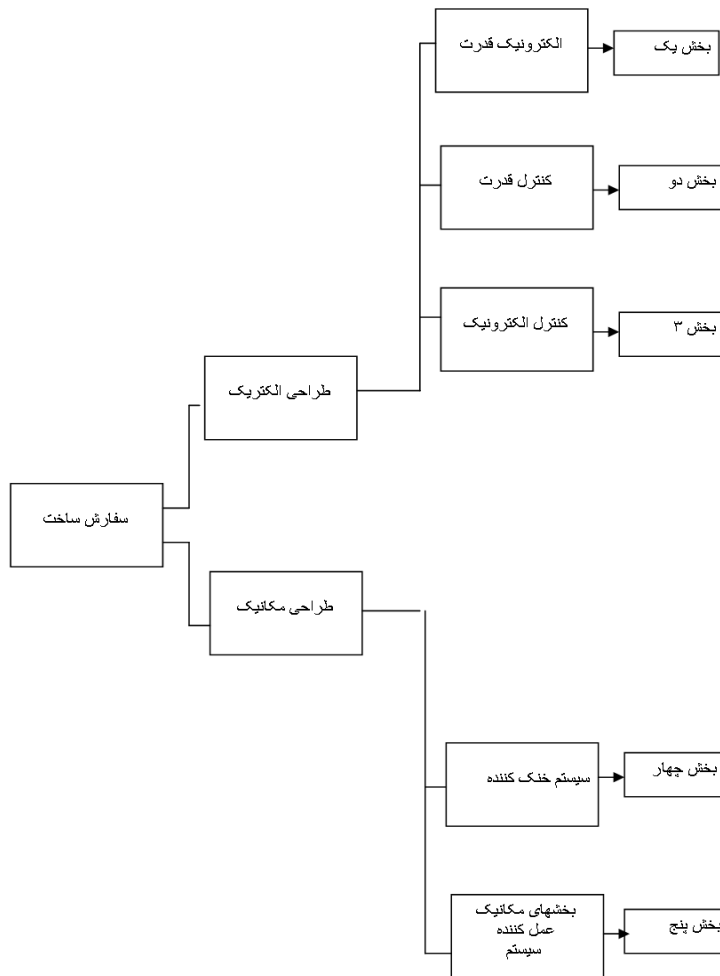 الکترونیک قدرت
بخش یک
کنترل قدرت
بخش دو
کنترل الکترونیک
بخش ۳
طراحی الکتریک
سفارش ساخت
طراحی مکانیک
سیستم خنک کننده
بخش چهار
بخشهای مکانیک
عمل کننده
سیستم
بخش پنج